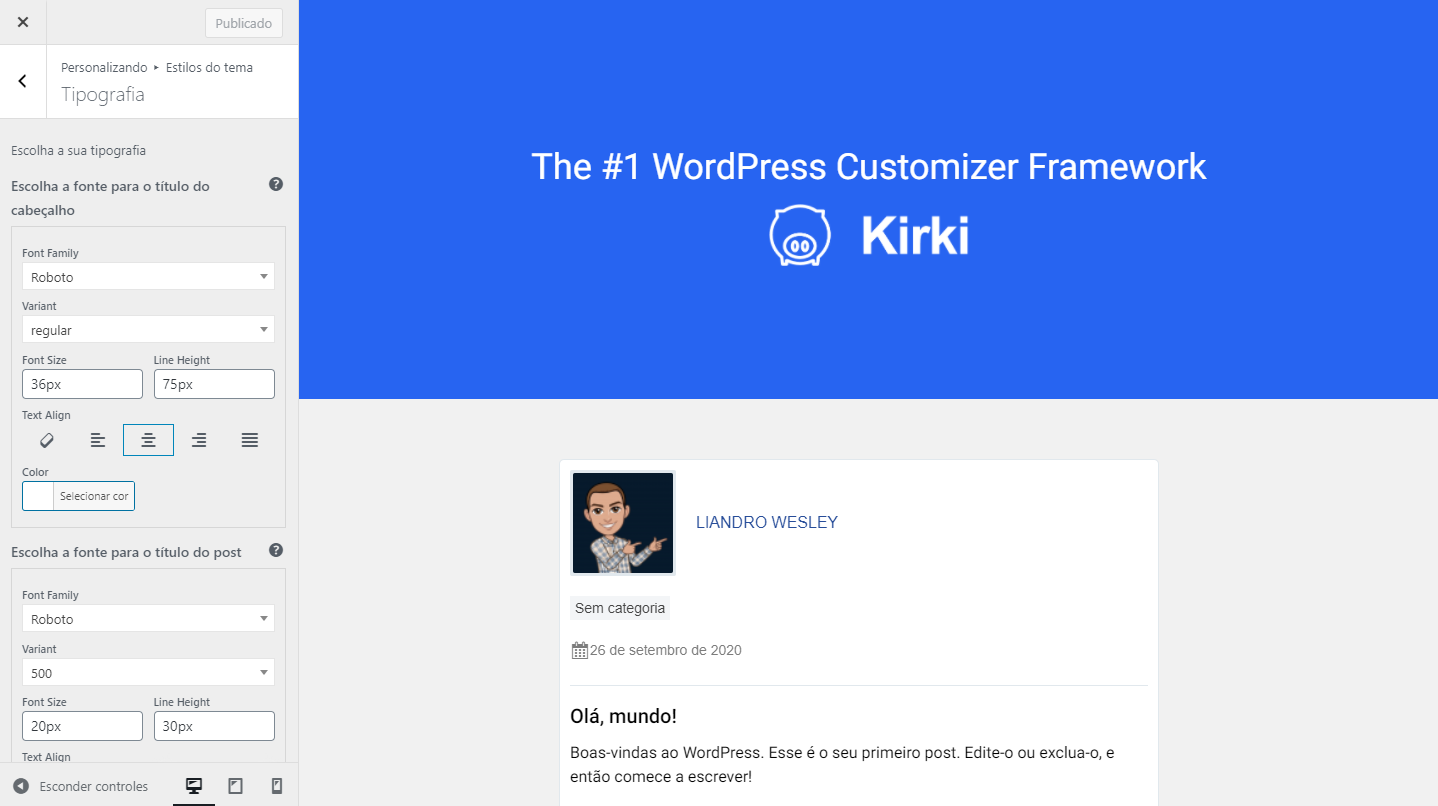 Publicado
Personalizando ▸ Estilos do tema
Tipografia
Escolha a sua tipografia
Escolha a fonte para o título do
cabeçalho
Font Family
Roboto
Variant
regular
Font Size Line Height
36px 75px
Text Align
Color
Selecionar cor
Escolha a fonte para o título do post
Font Family
Roboto
Variant
500
Font Size Line Height
20px 30px
Text Align
Esconder controles
The #1 WordPress Customizer Framework
Kirki
LIANDRO WESLEY
Sem categoria
26 de setembro de 2020
Olá, mundo!
Boas-vindas ao WordPress. Esse é o seu primeiro post. Edite-o ou exclua-o, e
então comece a escrever!